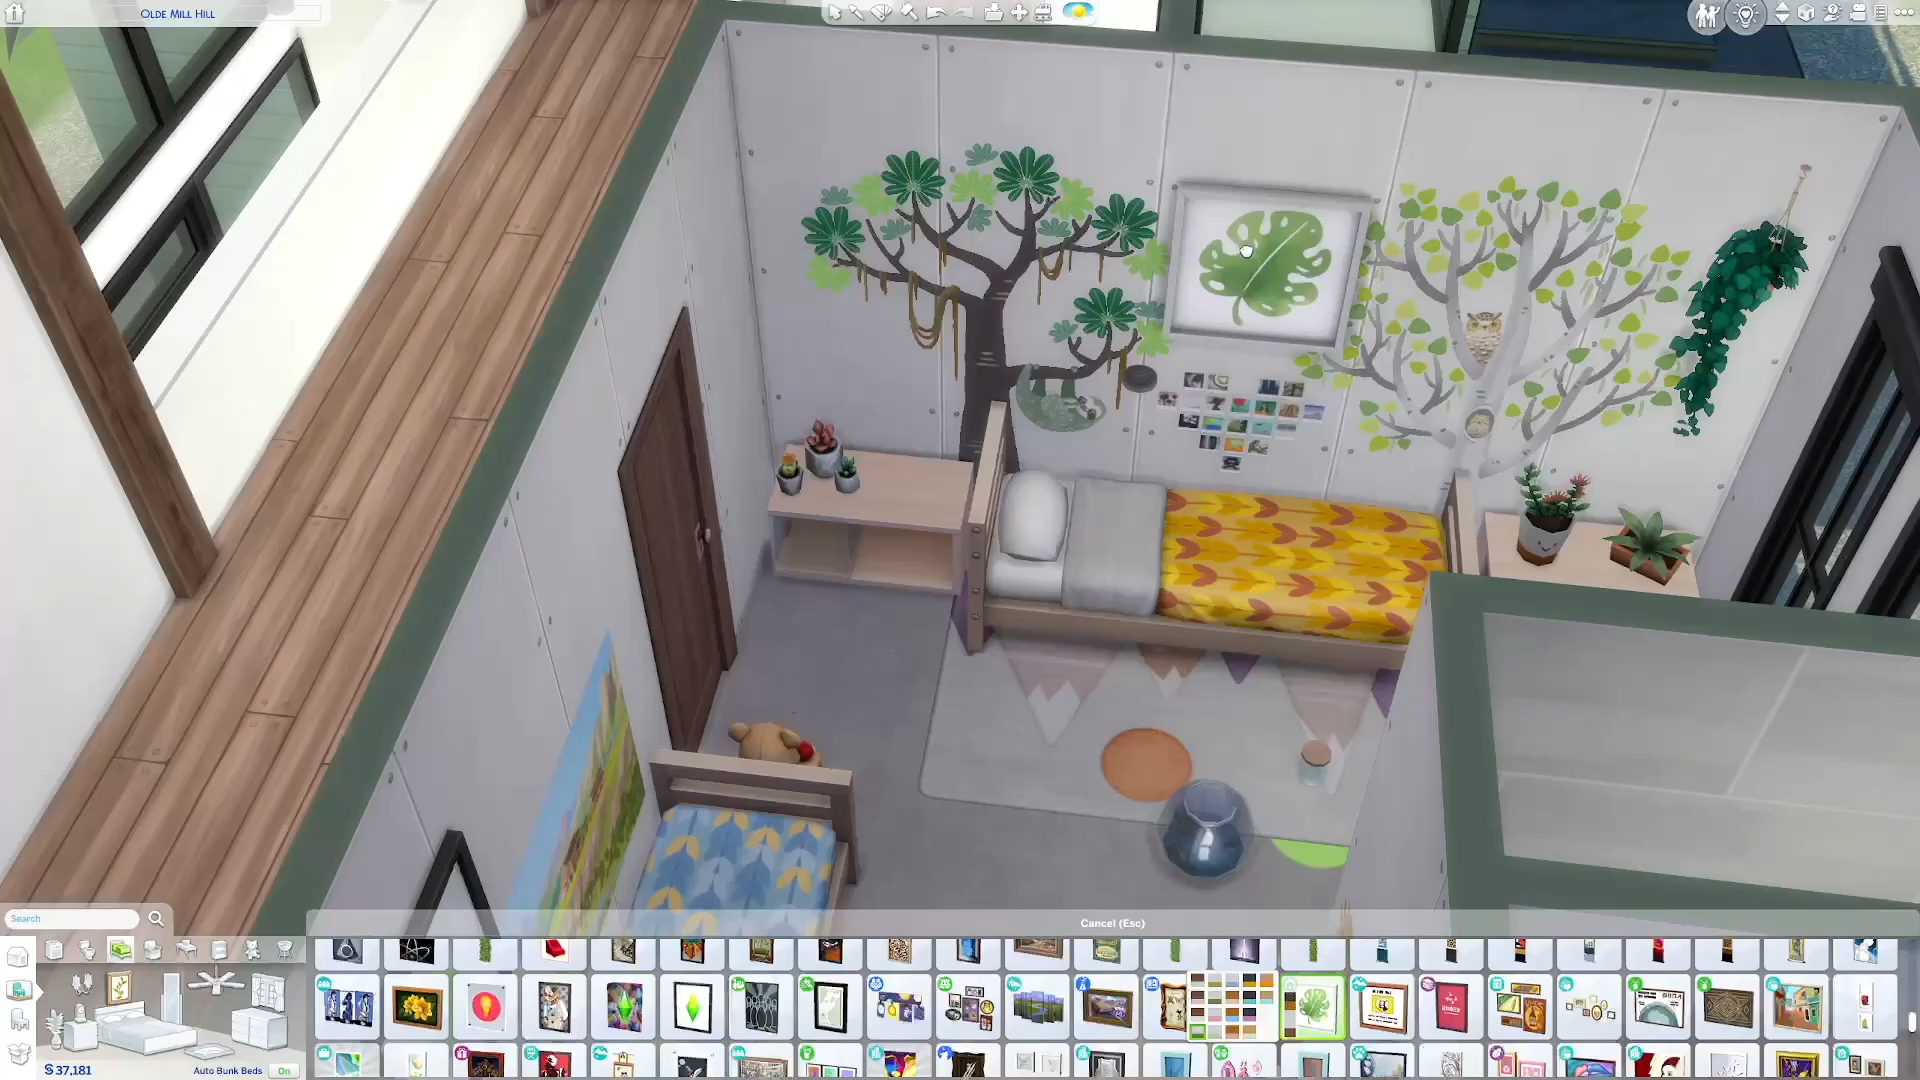 Olde Mill Hill
Cancel (Esc)
Search
$37,181
Auto Bunk Beds
On